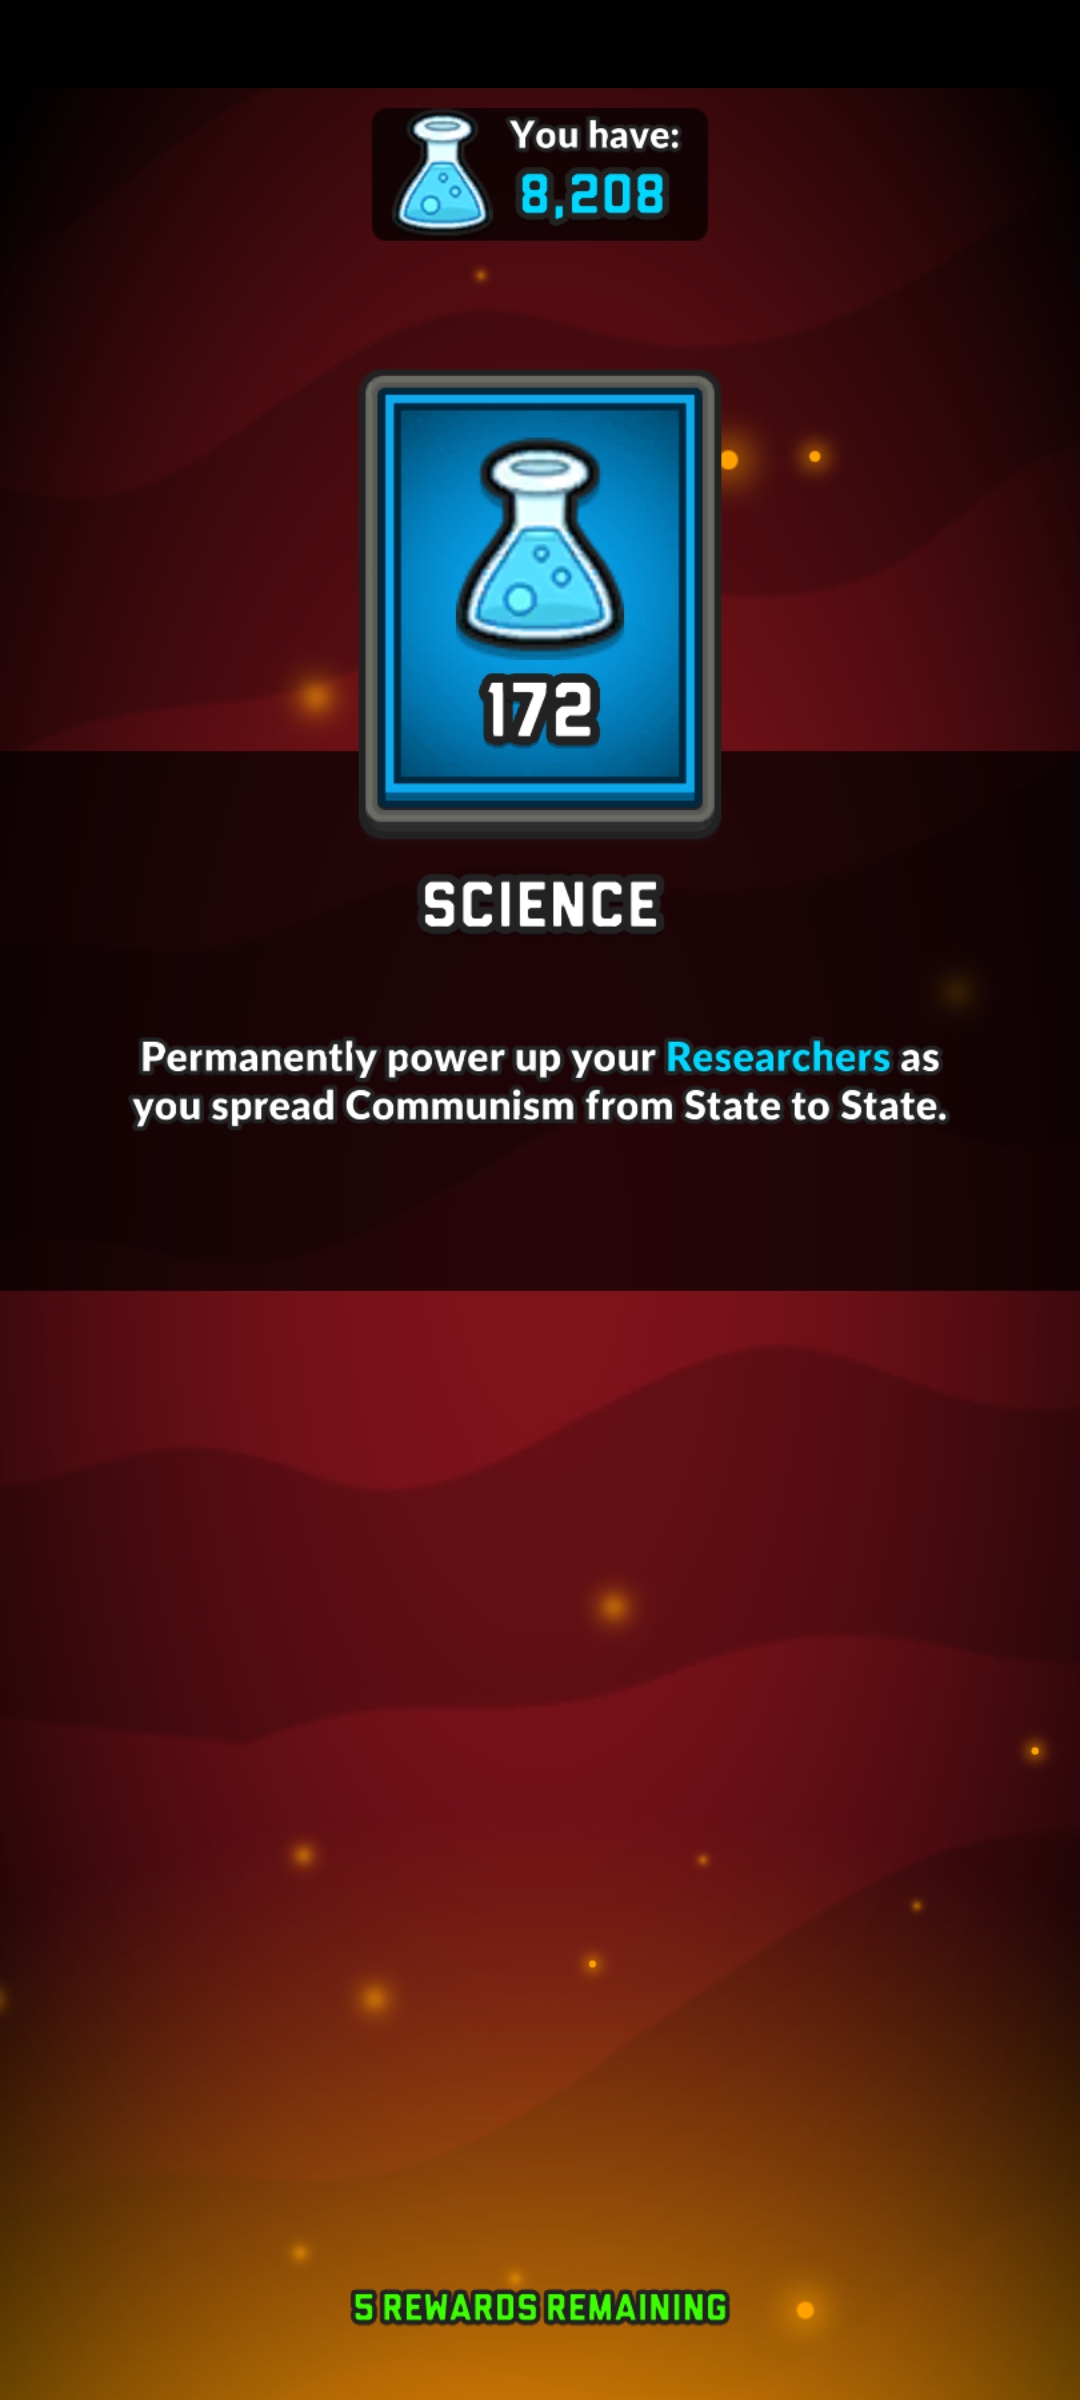 You have:
8,208
172
SCIENCE
Permanently power up your Researchers as
you spread Communism from State to State.
5 REWARDS REMAINING